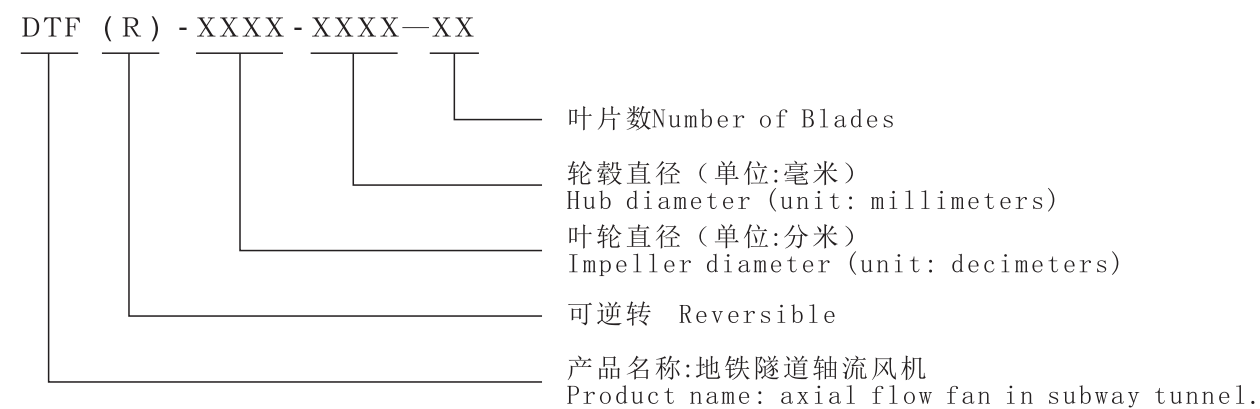 DTF (R) -XXXX-XXXX—XX
叶片数Number of Blades
轮毂直径（单位:毫米）
Hub diameter (unit: millimeters)
叶轮直径（单位:分米）
Impeller diameter (unit: decimeters)
可逆转 Reversible
产品名称:地铁隧道轴流风机
Product name: axial flow fan in subway tunnel.